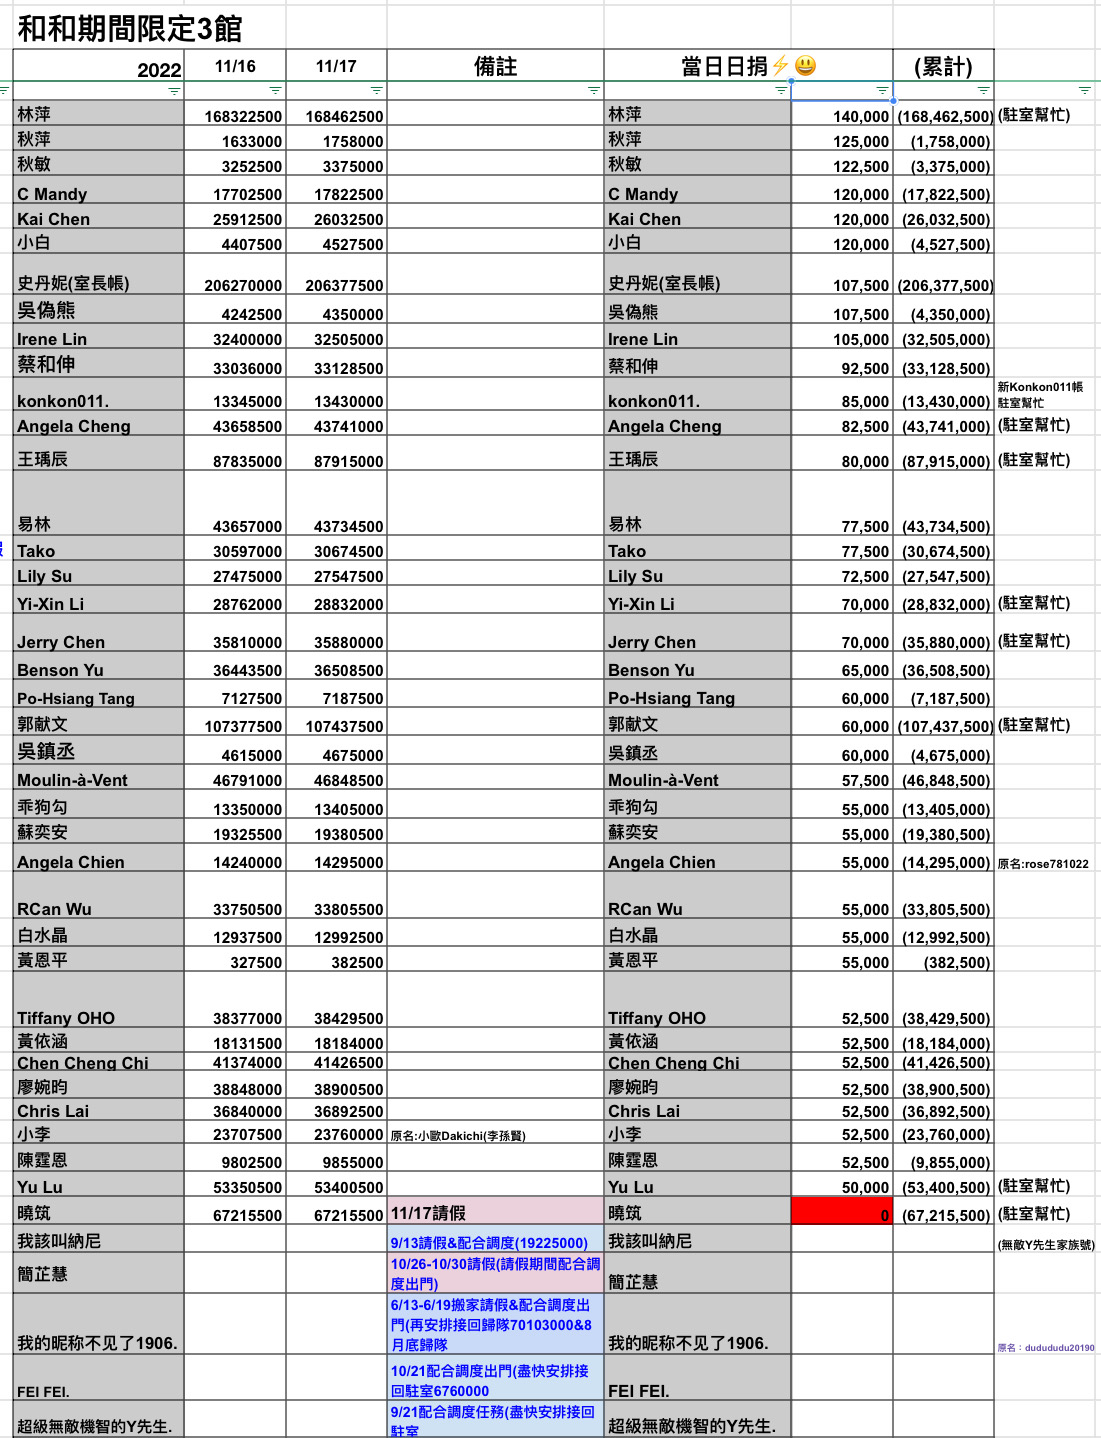 和和期間限定3館
2022 11/16 11/17 備註 當日日捐⚡😃 (累計)
林萍 168322500 168462500 林萍 140,000 (168,462,500) (駐室幫忙)
秋萍 1633000 1758000 秋萍 125,000 (1,758,000)
秋敏 3252500 3375000 秋敏 122,500 (3,375,000)
C Mandy 17702500 17822500 C Mandy 120,000 (17,822,500)
Kai Chen 25912500 26032500 Kai Chen 120,000 (26,032,500)
小白 4407500 4527500 小白 120,000 (4,527,500)
史丹妮(室長帳) 206270000 206377500 史丹妮(室長帳) 107,500 (206,377,500)
吳偽熊 4242500 4350000 吳偽熊 107,500 (4,350,000)
Irene Lin 32400000 32505000 Irene Lin 105,000 (32,505,000)
蔡和伸 33036000 33128500 蔡和伸 92,500 (33,128,500)
新Konkon011帳
konkon011. 13345000 13430000 konkon011. 85,000 (13,430,000) 駐室幫忙
Angela Cheng 43658500 43741000 Angela Cheng 82,500 (43,741,000) (駐室幫忙)
王瑀辰 87835000 87915000 王瑀辰 80,000 (87,915,000) (駐室幫忙)
易林 43657000 43734500 易林 77,500 (43,734,500)
Tako 30597000 30674500 Tako 77,500 (30,674,500)
Lily Su 27475000 27547500 Lily Su 72,500 (27,547,500)
Yi-Xin Li 28762000 28832000 Yi-Xin Li 70,000 (28,832,000) (駐室幫忙)
Jerry Chen 35810000 35880000 Jerry Chen 70,000 (35,880,000) (駐室幫忙)
Benson Yu 36443500 36508500 Benson Yu 65,000 (36,508,500)
Po-Hsiang Tang 7127500 7187500 Po-Hsiang Tang 60,000 (7,187,500)
郭献文 107377500 107437500 郭献文 60,000 (107,437,500) (駐室幫忙)
吳鎮丞 4615000 4675000 吳鎮丞 60,000 (4,675,000)
Moulin-à-Vent 46791000 46848500 Moulin-à-Vent 57,500 (46,848,500)
乖狗勾 13350000 13405000 乖狗勾 55,000 (13,405,000)
蘇奕安 19325500 19380500 蘇奕安 55,000 (19,380,500)
Angela Chien 14240000 14295000 Angela Chien 55,000 (14,295,000) 原名:rose781022
RCan Wu 33750500 33805500 RCan Wu 55,000 (33,805,500)
白水晶 12937500 12992500 白水晶 55,000 (12,992,500)
黃恩平 327500 382500 黃恩平 55,000 (382,500)
Tiffany OHO 38377000 38429500 Tiffany OHO 52,500 (38,429,500)
黃依涵 18131500 18184000 黃依涵 52,500 (18,184,000)
Chen Cheng Chi 41374000 41426500 Chen Cheng Chi 52,500 (41,426,500)
廖婉昀 38848000 38900500 廖婉昀 52,500 (38,900,500)
Chris Lai 36840000 36892500 Chris Lai 52,500 (36,892,500)
小李 23707500 23760000 原名:小歐Dakichi(李孫賢) 小李 52,500 (23,760,000)
陳霆恩 9802500 9855000 陳霆恩 52,500 (9,855,000)
Yu Lu 53350500 53400500 Yu Lu 50,000 (53,400,500) (駐室幫忙)
曉筑 67215500 67215500 11/17請假 曉筑 0 (67,215,500) (駐室幫忙)
我該叫納尼 9/13請假&配合調度(19225000) 我該叫納尼 (無敵Y先生家族號)
簡芷慧 10/26-10/30請假(請假期間配合調 簡芷慧
度出門)
6/13-6/19搬家請假&配合調度出
門(再安排接回歸隊70103000&8
我的昵称不见了1906. 月底歸隊 我的昵称不见了1906. 原名：dudududu20190
10/21配合調度出門(盡快安排接
FEI FEI. 回駐室6760000 FEI FEI.
9/21配合調度任務(盡快安排接回
超級無敵機智的Y先生. 駐室 超級無敵機智的Y先生.